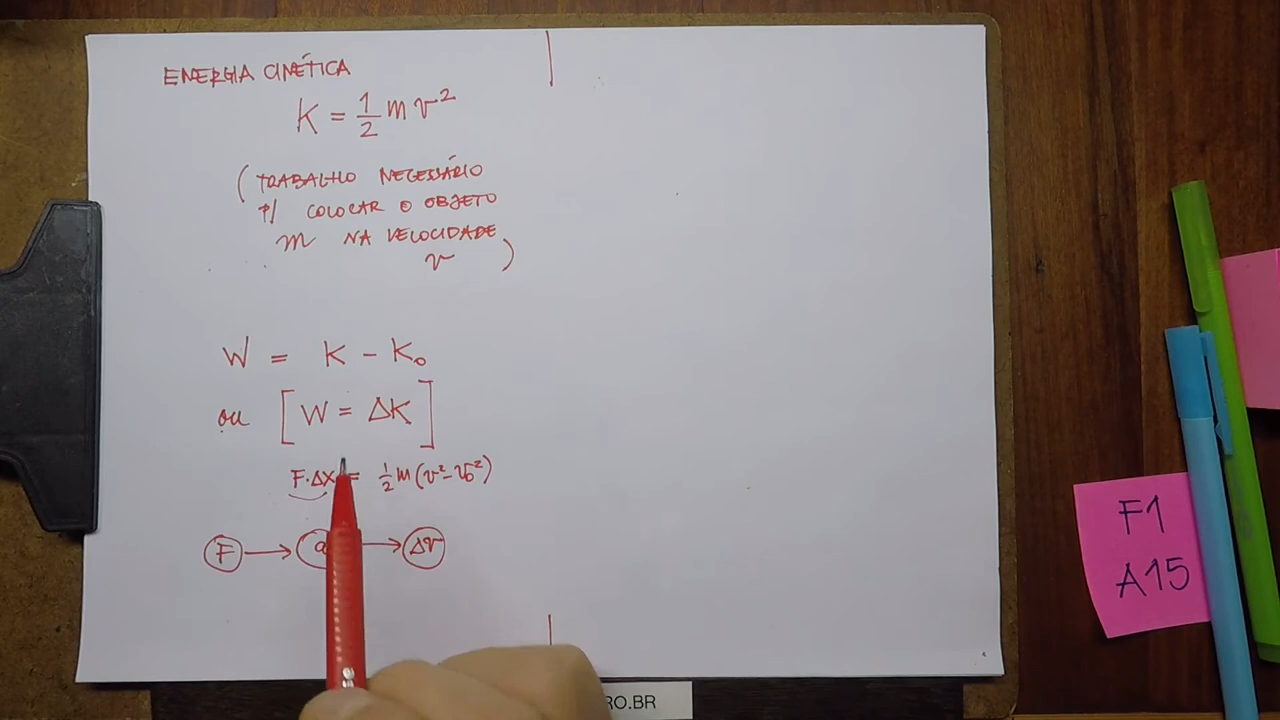 ENERGIA CINÉTICA
K = 1/2 m v²
(TRABALHO NECESSÁRIO
P/ COLOCAR O OBJETO
m NA VELOCIDADE
v)
W = K - K₀
ou [W = ΔK]
F·ΔX = 1/2 m (v² - v₀²)
F → a → Δv
F1
A15
RO.BR